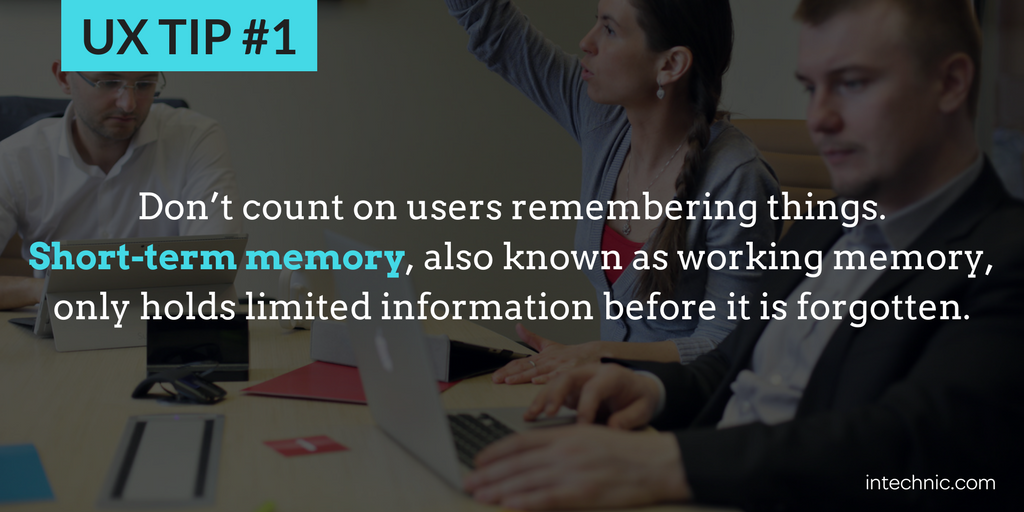 UX TIP #1
Don’t count on users remembering things.
Short-term memory, also known as working memory,
only holds limited information before it is forgotten.
intechnic.com